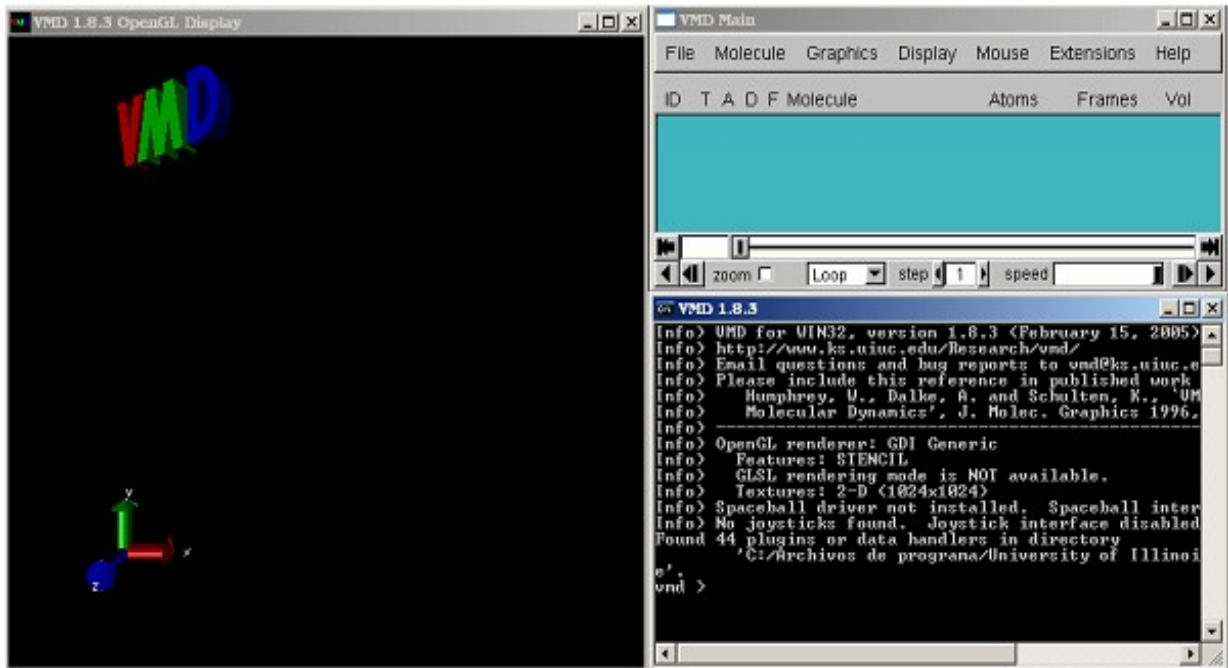 VMD 1.8.3 OpenGL Display
VMD
Y
X
Z
VMD Main
File Molecule Graphics Display Mouse Extensions Help
ID T A D F Molecule Atoms Frames Vol
zoom Loop step 1 speed
VMD 1.8.3
Info> VMD for WIN32, version 1.8.3 (February 15, 2005)
Info> http://www.ks.uiuc.edu/Research/vmd/
Info> Email questions and bug reports to vmd@ks.uiuc.e
Info> Please include this reference in published work
Info> Humphrey, W., Dalke, A. and Schulten, K., `VM
Info> Molecular Dynamics', J. Molec. Graphics 1996,
Info> -------------------------------------------------
Info> OpenGL renderer: GDI Generic
Info> Features: STENCIL
Info> GLSL rendering mode is NOT available.
Info> Textures: 2-D (1024x1024)
Info> Spaceball driver not installed. Spaceball inter
Info> No joysticks found. Joystick interface disabled
Found 44 plugins or data handlers in directory
'C:/Archivos de programa/University of Illinoi
e'.
vmd >